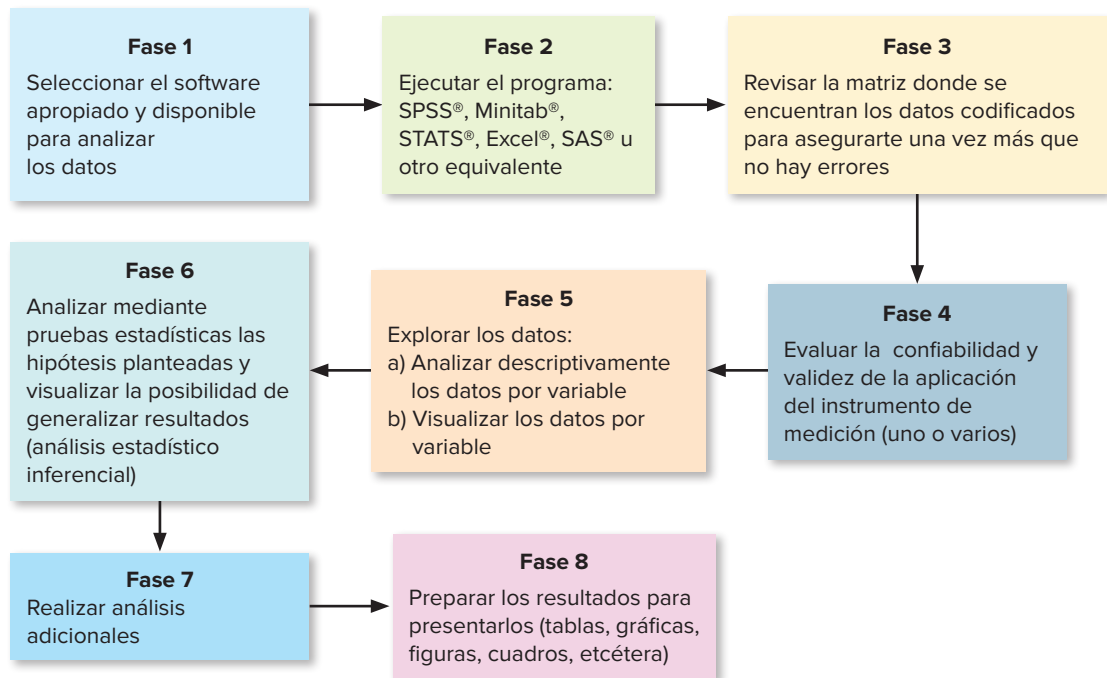 Fase 1
Seleccionar el software
apropiado y disponible
para analizar
los datos
Fase 2
Ejecutar el programa:
SPSS®, Minitab®,
STATS®, Excel®, SAS® u
otro equivalente
Fase 3
Revisar la matriz donde se
encuentran los datos codificados
para asegurarte una vez más que
no hay errores
Fase 4
Evaluar la confiabilidad y
validez de la aplicación
del instrumento de
medición (uno o varios)
Fase 5
Explorar los datos:
a) Analizar descriptivamente
los datos por variable
b) Visualizar los datos por
variable
Fase 6
Analizar mediante
pruebas estadísticas las
hipótesis planteadas y
visualizar la posibilidad de
generalizar resultados
(análisis estadístico
inferencial)
Fase 7
Realizar análisis
adicionales
Fase 8
Preparar los resultados para
presentarlos (tablas, gráficas,
figuras, cuadros, etcétera)